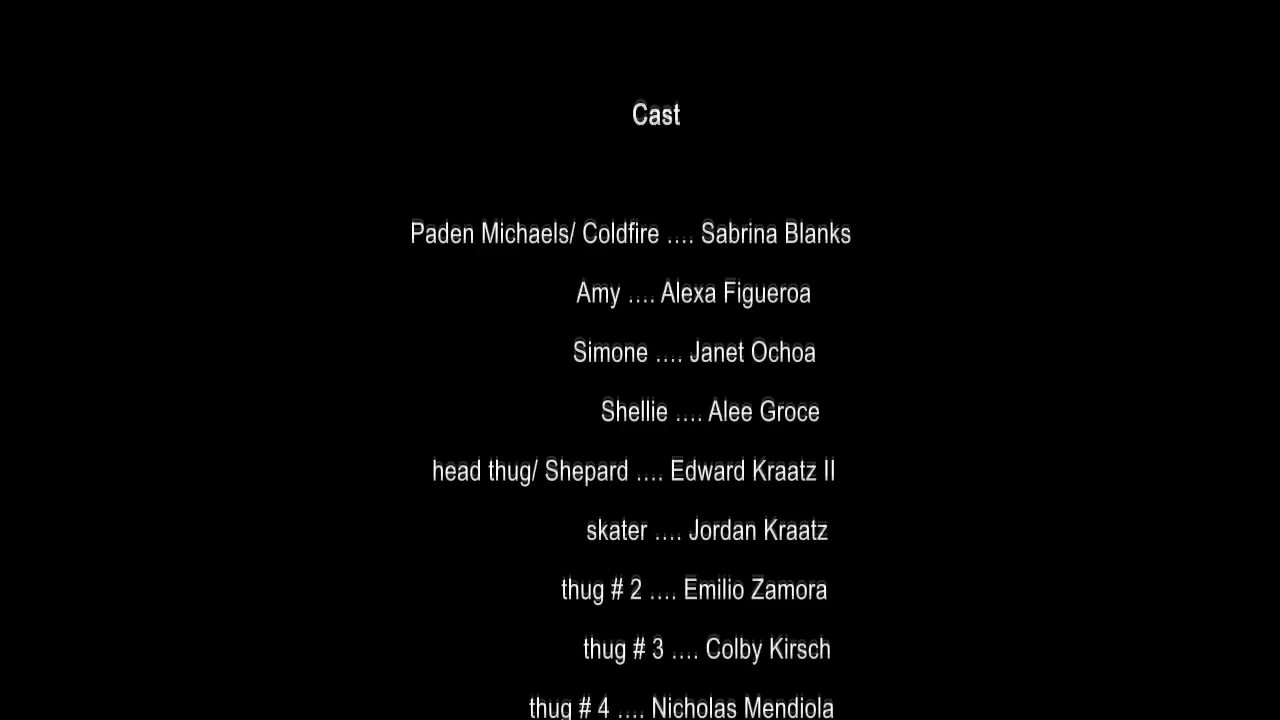 Cast
Paden Michaels/ Coldfire .... Sabrina Blanks
Amy .... Alexa Figueroa
Simone .... Janet Ochoa
Shellie .... Alee Groce
head thug/ Shepard .... Edward Kraatz II
skater .... Jordan Kraatz
thug # 2 .... Emilio Zamora
thug # 3 .... Colby Kirsch
thug # 4 .... Nicholas Mendiola